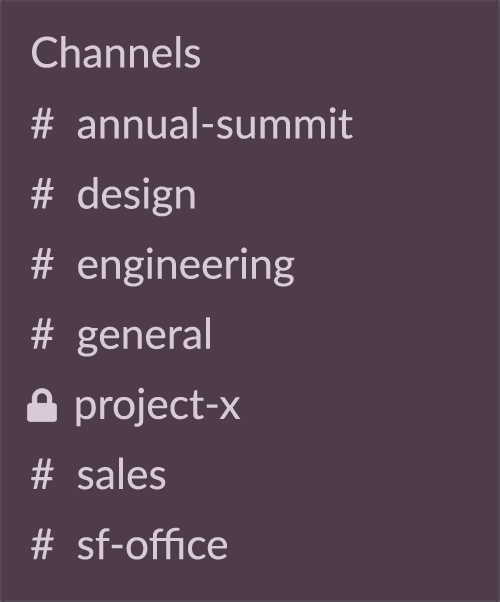 Channels
# annual-summit
# design
# engineering
# general
project-x
# sales
# sf-office